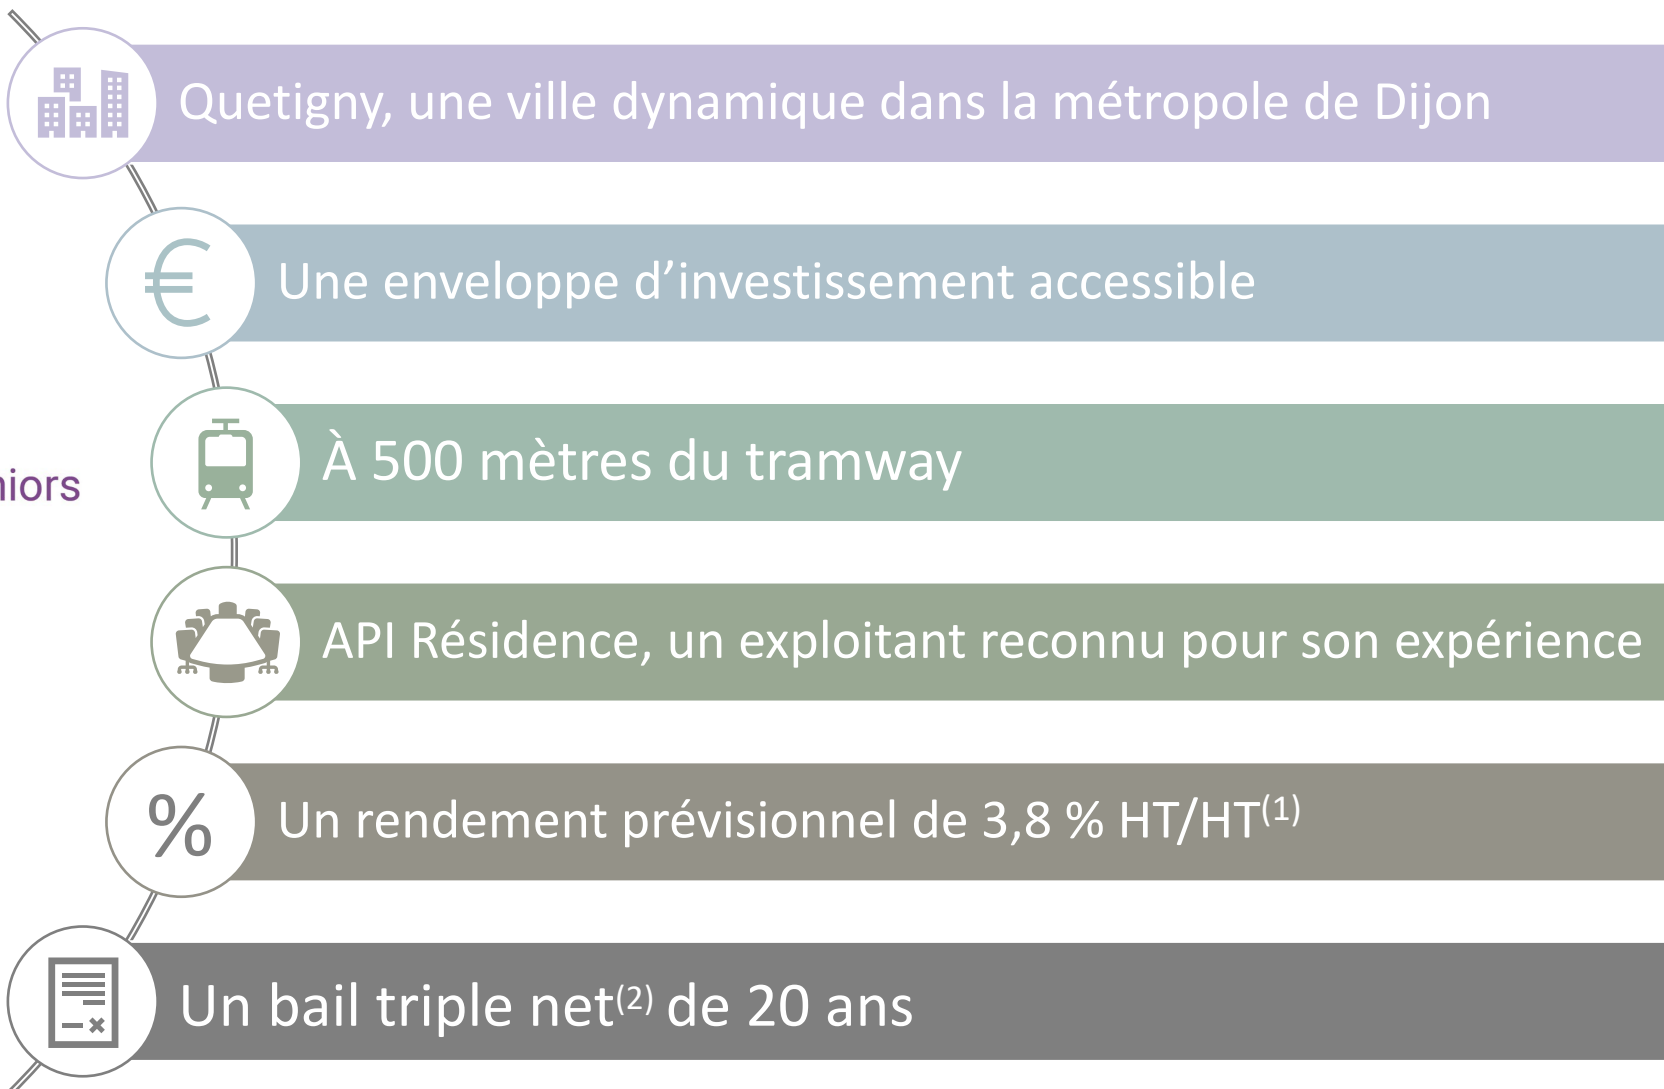 Quetigny, une ville dynamique dans la métropole de Dijon
€
Une enveloppe d’investissement accessible
À 500 mètres du tramway
API Résidence, un exploitant reconnu pour son expérience
%
Un rendement prévisionnel de 3,8 % HT/HT(1)
Un bail triple net(2) de 20 ans